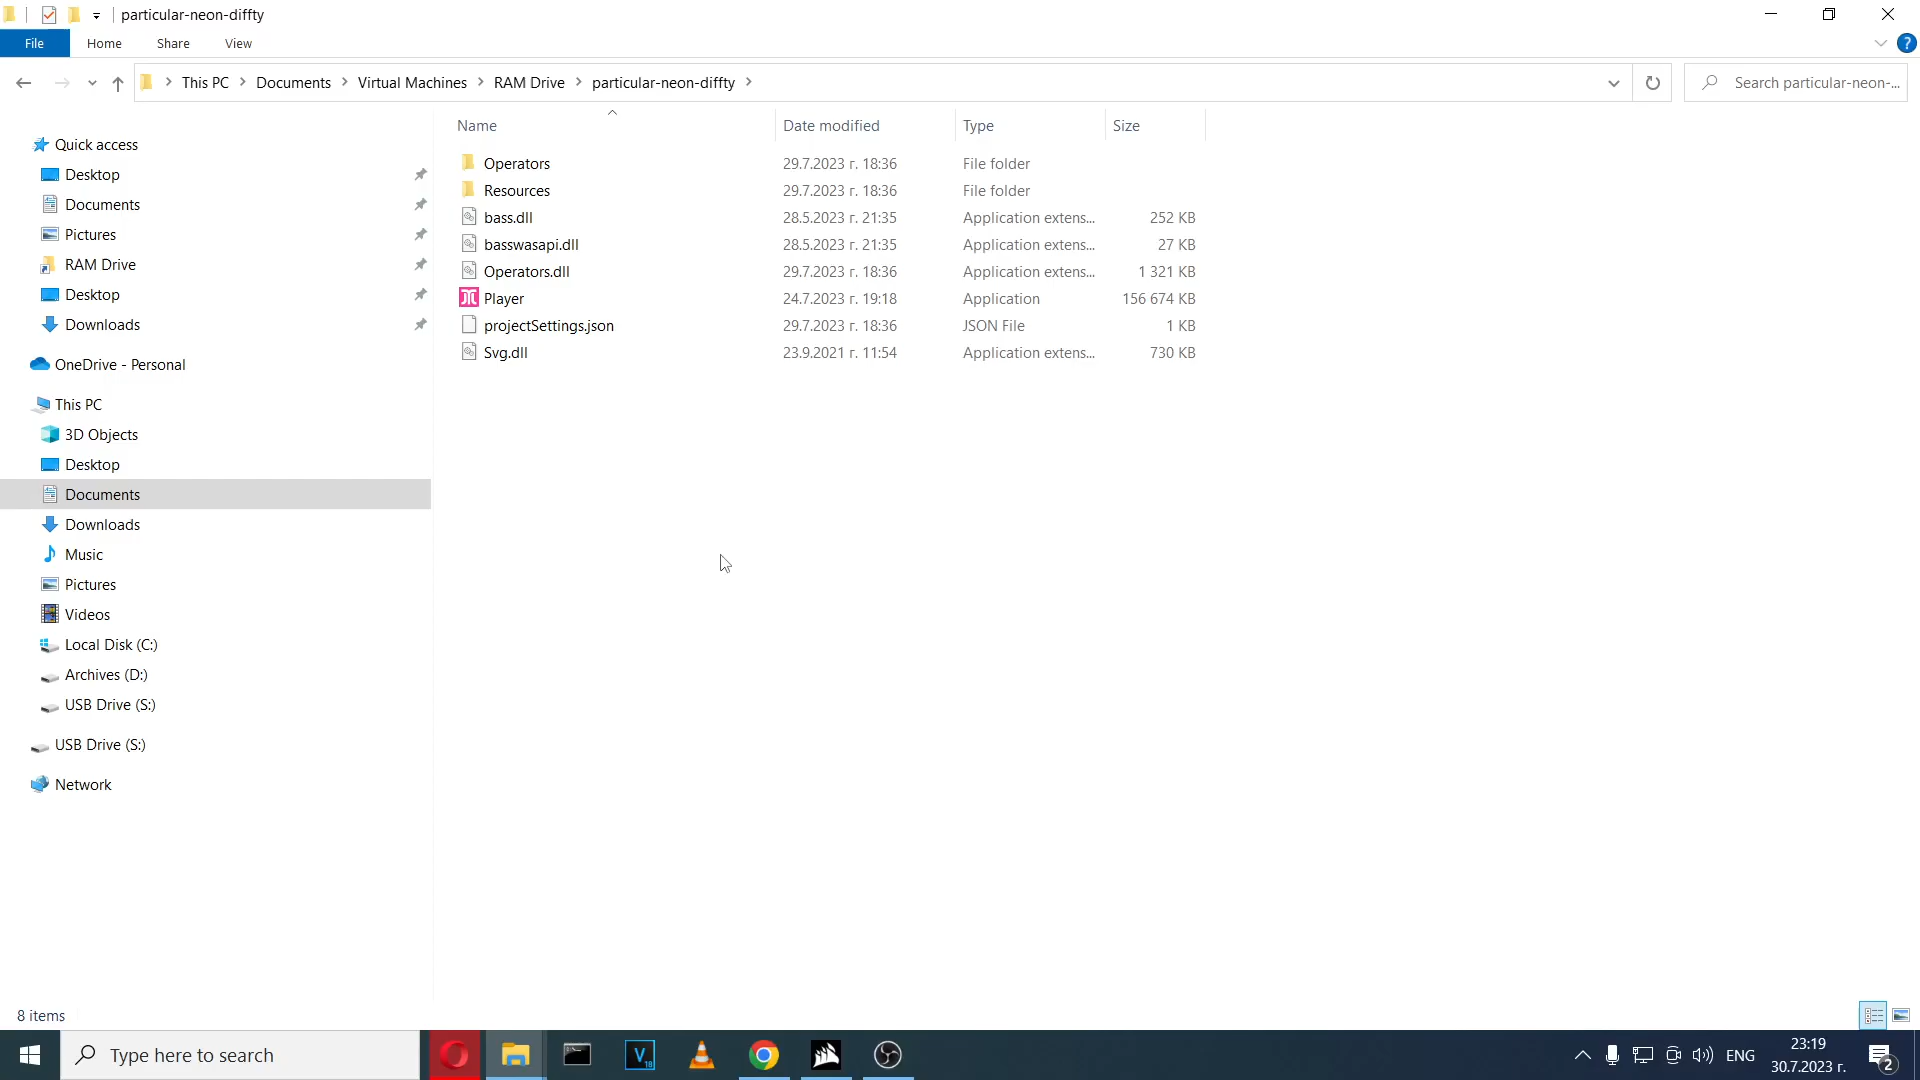 particular-neon-diffty
File Home Share View
This PC Documents Virtual Machines RAM Drive particular-neon-diffty
Search particular-neon-...
Name Date modified Type Size
Operators 29.7.2023 г. 18:36 File folder
Resources 29.7.2023 г. 18:36 File folder
bass.dll 28.5.2023 г. 21:35 Application extens... 252 KB
basswasapi.dll 28.5.2023 г. 21:35 Application extens... 27 KB
Operators.dll 29.7.2023 г. 18:36 Application extens... 1 321 KB
Player 24.7.2023 г. 19:18 Application 156 674 KB
projectSettings.json 29.7.2023 г. 18:36 JSON File 1 KB
Svg.dll 23.9.2021 г. 11:54 Application extens... 730 KB
Quick access
Desktop
Documents
Pictures
RAM Drive
Desktop
Downloads
OneDrive - Personal
This PC
3D Objects
Desktop
Documents
Downloads
Music
Pictures
Videos
Local Disk (C:)
Archives (D:)
USB Drive (S:)
USB Drive (S:)
Network
8 items
Type here to search
ENG
23:19
30.7.2023 г.
2